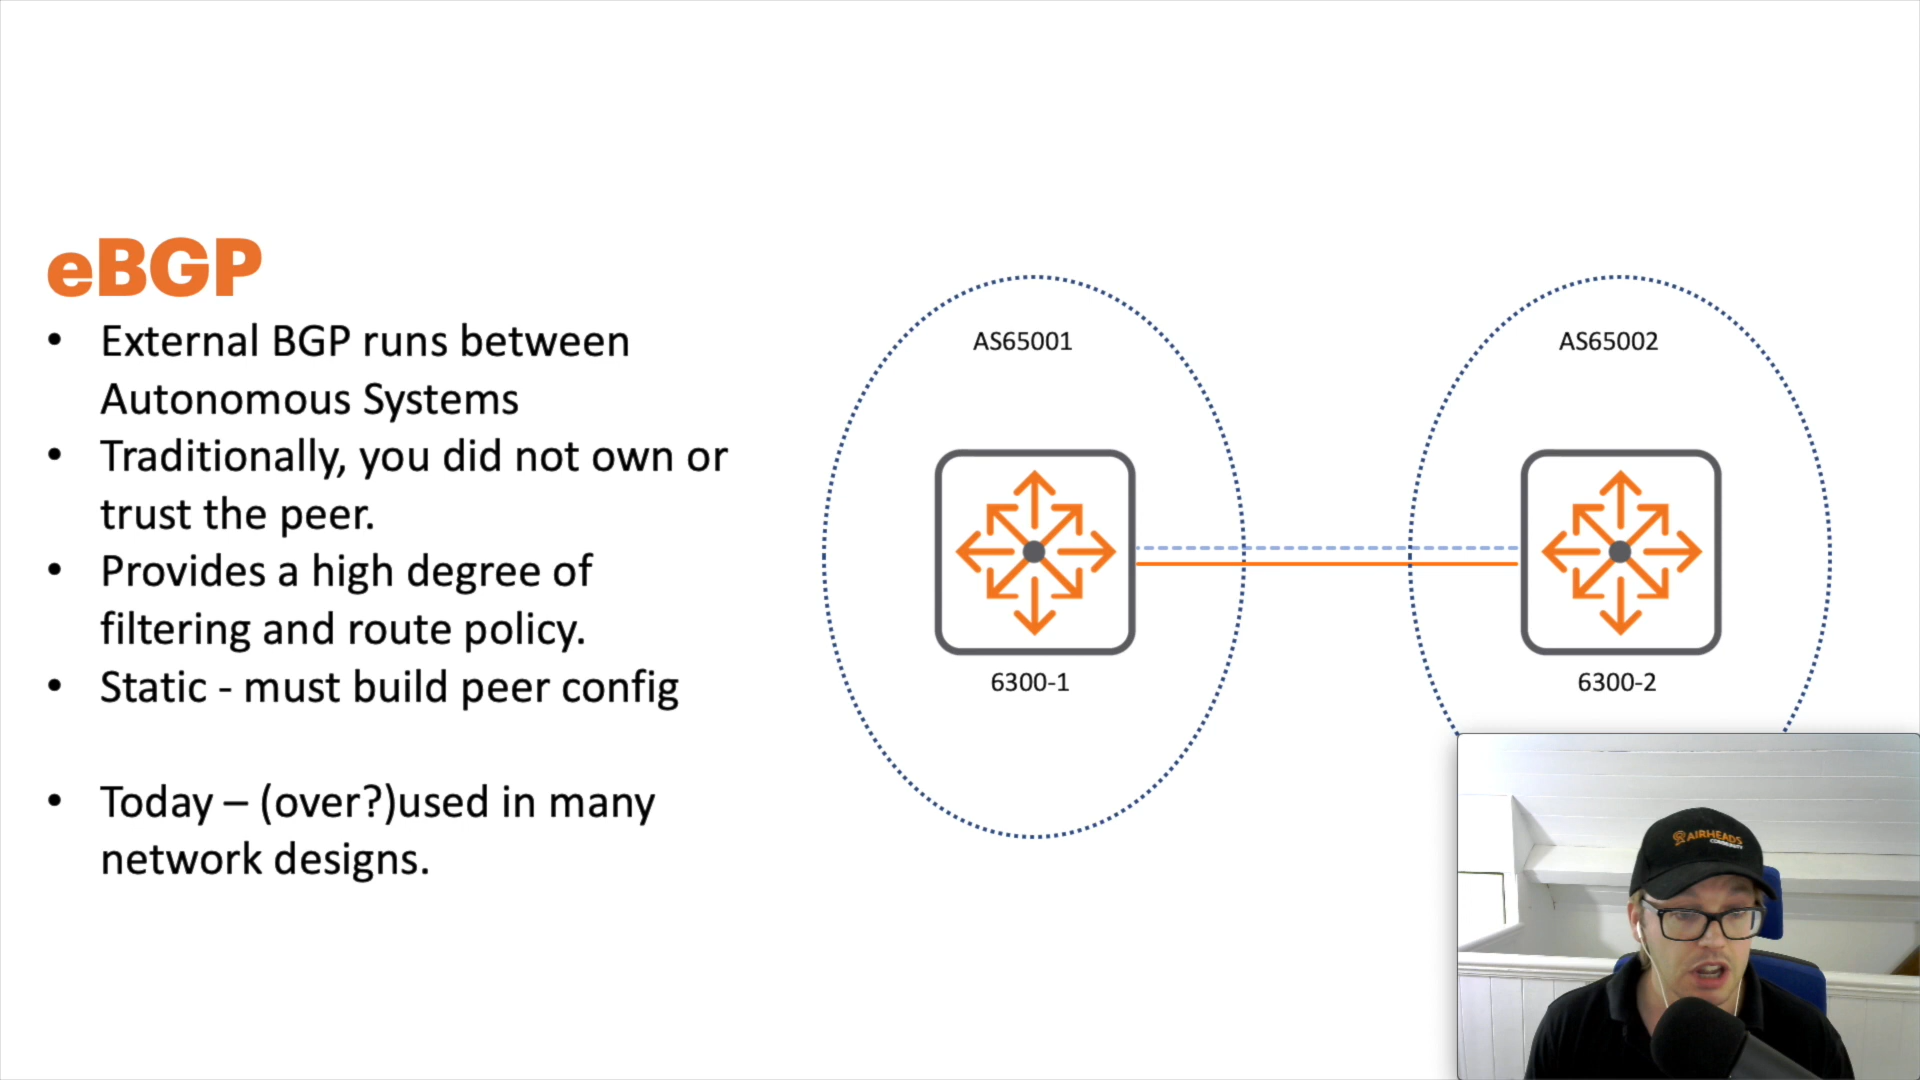 eBGP
• External BGP runs between
Autonomous Systems
• Traditionally, you did not own or
trust the peer.
• Provides a high degree of
filtering and route policy.
• Static - must build peer config
• Today – (over?)used in many
network designs.
AS65001
AS65002
6300-1
6300-2
AIRHEADS
COMMUNITY